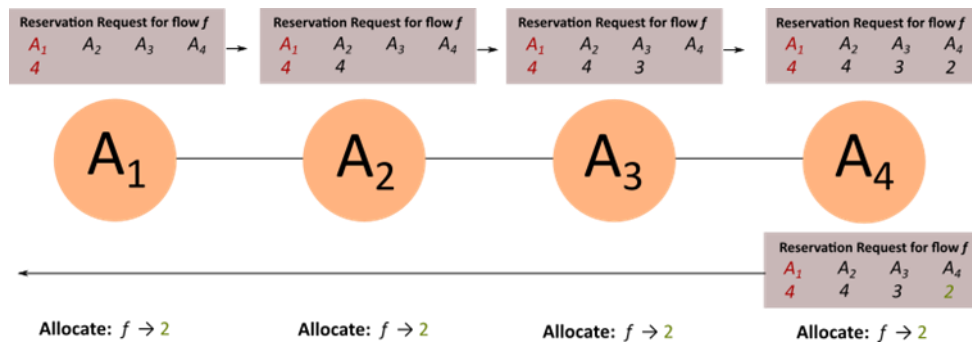 Reservation Request for flow f
A₁ A₂ A₃ A₄
4
Reservation Request for flow f
A₁ A₂ A₃ A₄
4 4
Reservation Request for flow f
A₁ A₂ A₃ A₄
4 4 3
Reservation Request for flow f
A₁ A₂ A₃ A₄
4 4 3 2
A₁
A₂
A₃
A₄
Reservation Request for flow f
A₁ A₂ A₃ A₄
4 4 3 2
Allocate: f → 2
Allocate: f → 2
Allocate: f → 2
Allocate: f → 2